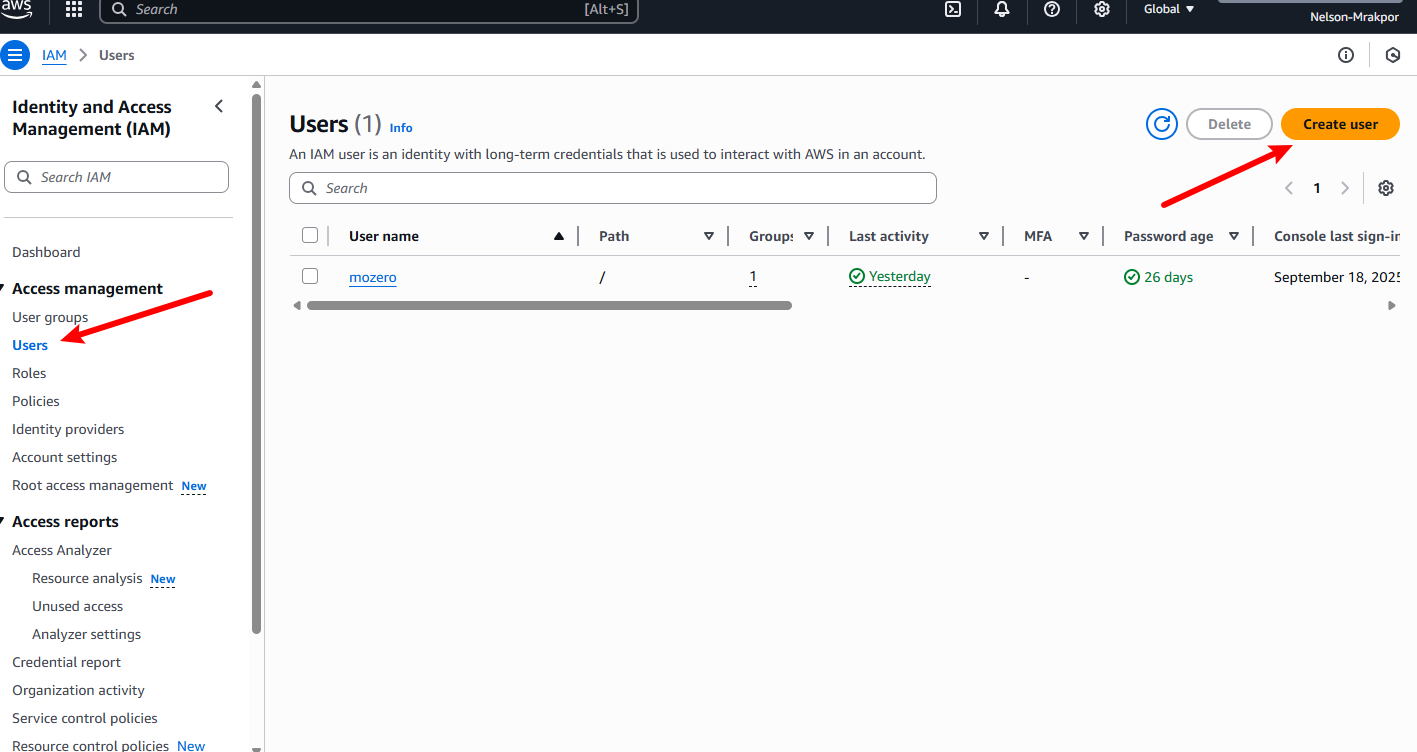 aws
Search [Alt+S]
Global
Nelson-Mrakpor
IAM Users
Identity and Access
Management (IAM)
Search IAM
Dashboard
Access management
User groups
Users
Roles
Policies
Identity providers
Account settings
Root access management New
Access reports
Access Analyzer
Resource analysis New
Unused access
Analyzer settings
Credential report
Organization activity
Service control policies
Resource control policies New
Users (1) Info
Delete
Create user
An IAM user is an identity with long-term credentials that is used to interact with AWS in an account.
Search
1
User name Path Groups Last activity MFA Password age Console last sign-in
mozero / 1 Yesterday - 26 days September 18, 2025